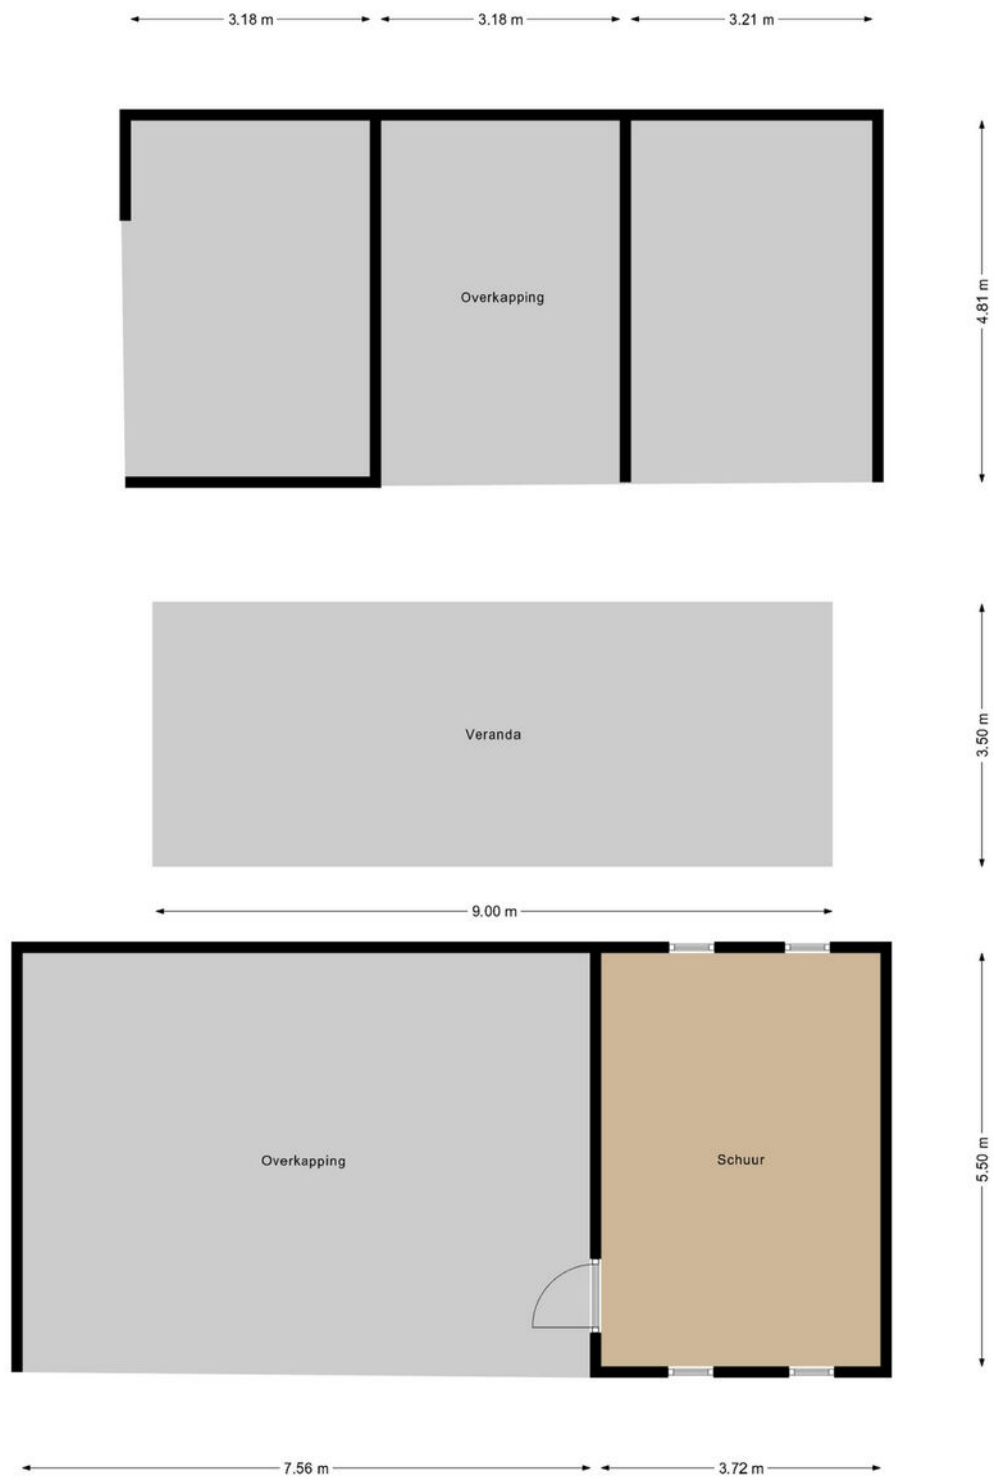 3.18 m 3.18 m 3.21 m
Overkapping
4.81 m
Veranda
3.50 m
9.00 m
Overkapping
Schuur
5.50 m
7.56 m 3.72 m